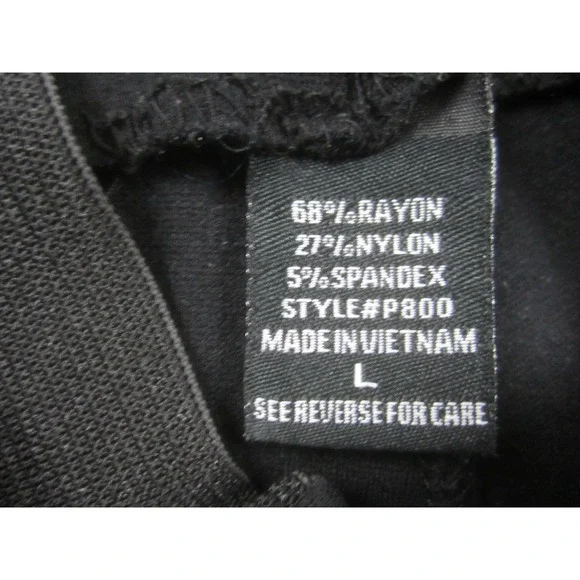 68%RAYON
27%NYLON
5%SPANDEX
STYLE#P800
MADE IN VIETNAM
L
SEE REVERSE FOR CARE